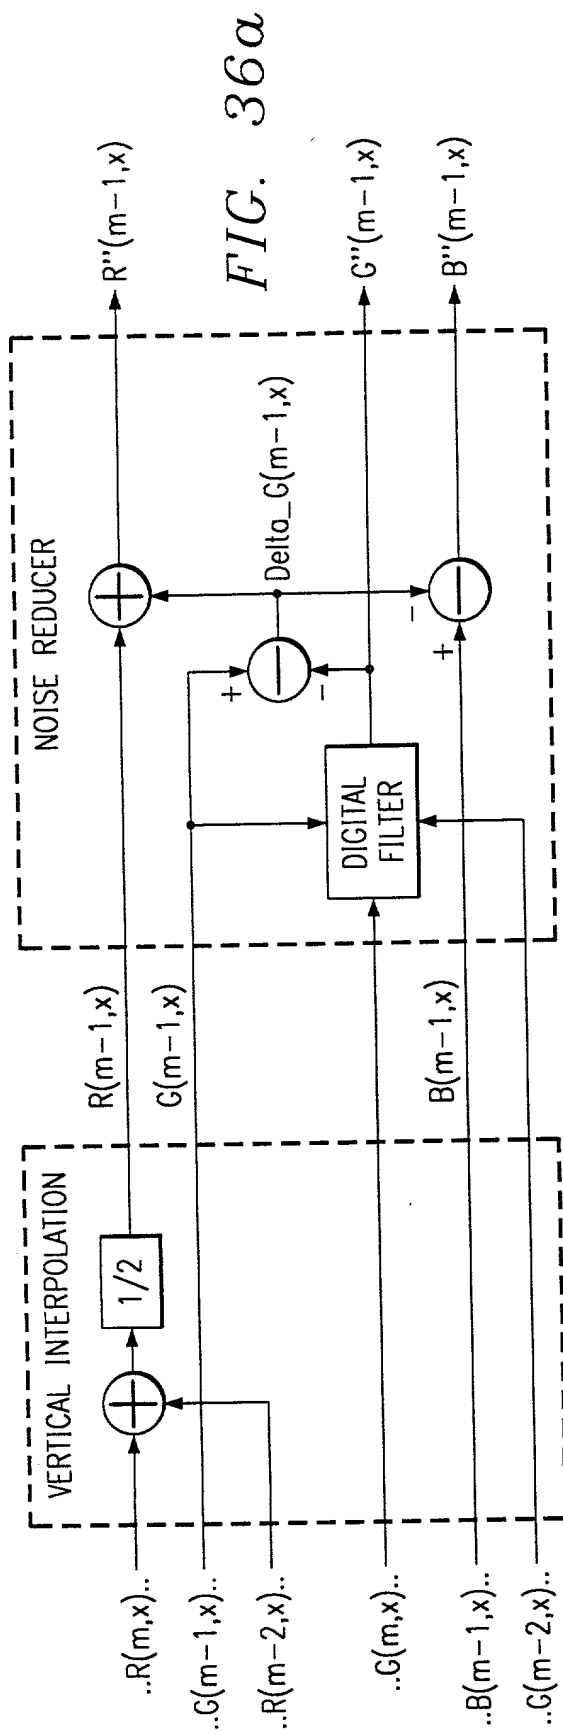 FIG. 36a
VERTICAL INTERPOLATION
NOISE REDUCER
..R(m,x)..
..G(m-1,x)..
..R(m-2,x)..
..G(m,x)..
..B(m-1,x)..
..G(m-2,x)..
1/2
R(m-1,x)
G(m-1,x)
B(m-1,x)
DIGITAL
FILTER
+
-
Delta_G(m-1,x)
+
-
R"(m-1,x)
G"(m-1,x)
B"(m-1,x)